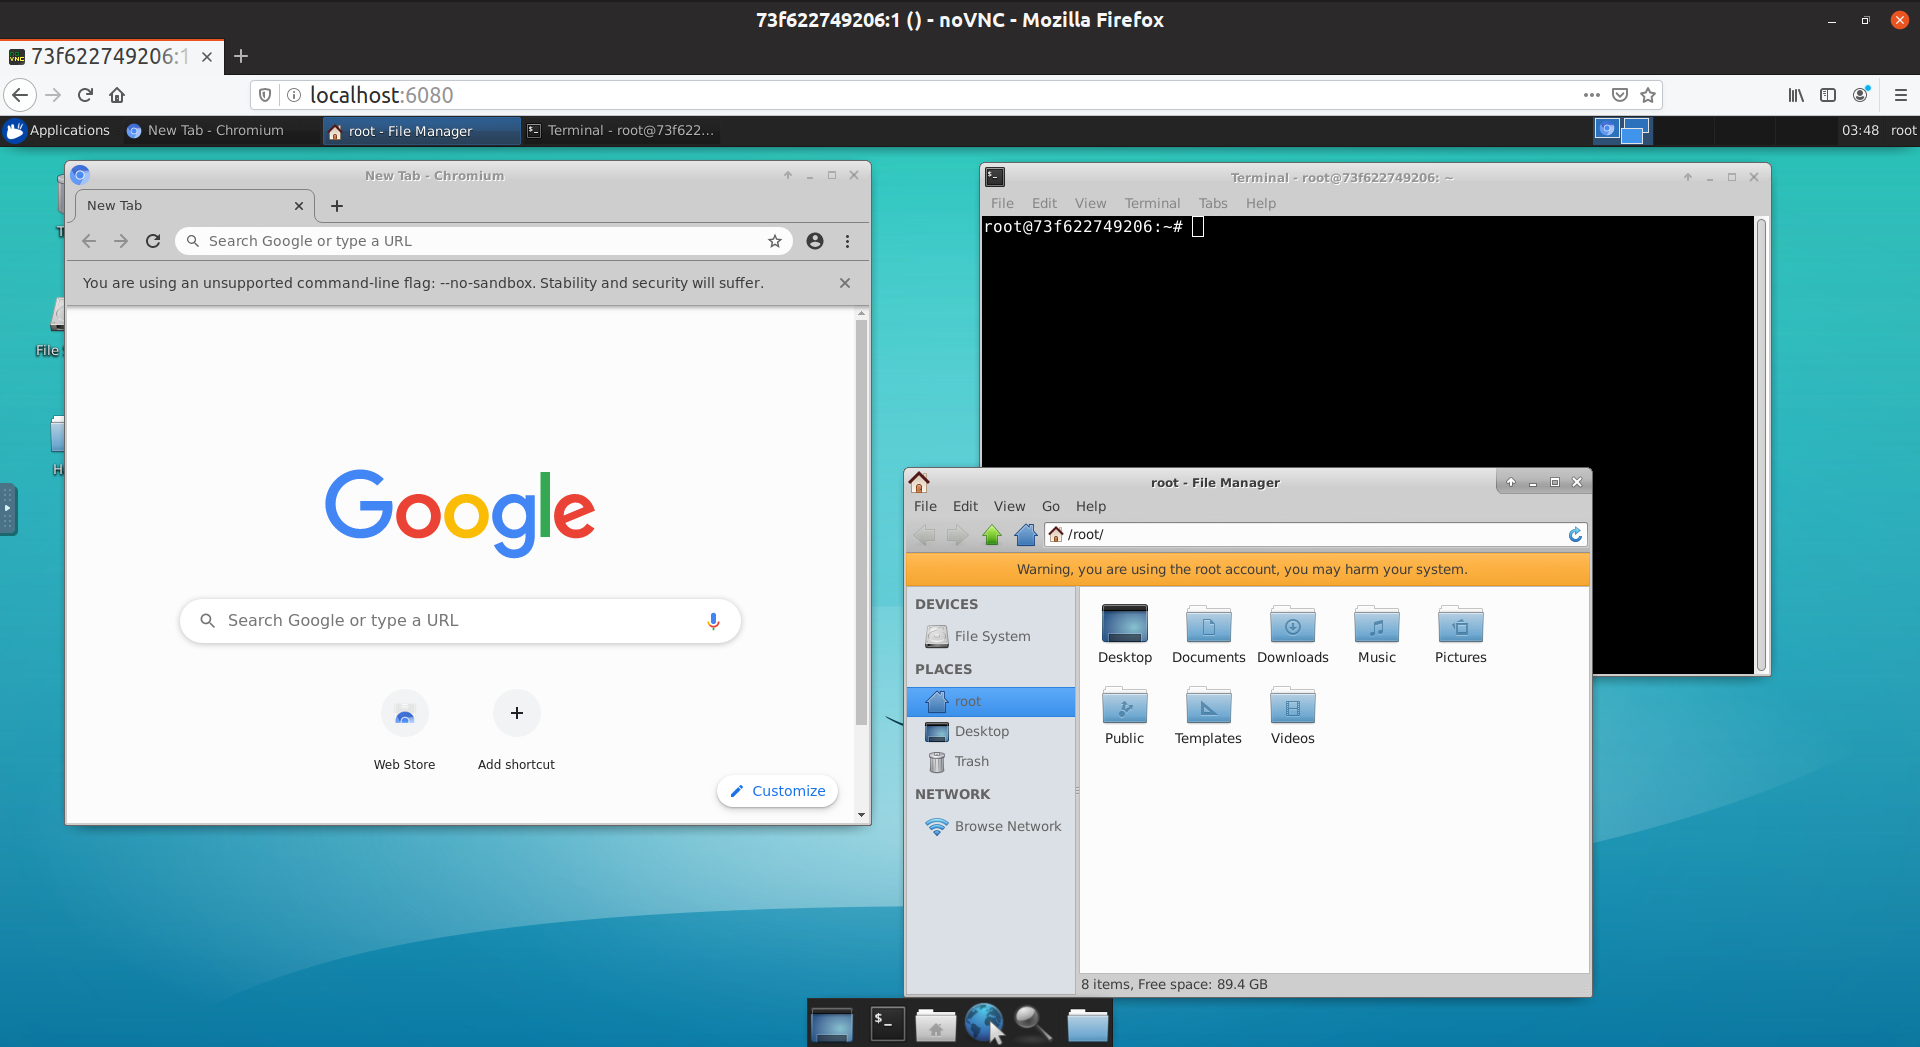 73f622749206:1 () - noVNC - Mozilla Firefox
73f622749206:1
localhost:6080
Applications
New Tab - Chromium
root - File Manager
Terminal - root@73f622...
03:48
root
New Tab - Chromium
New Tab
Search Google or type a URL
You are using an unsupported command-line flag: --no-sandbox. Stability and security will suffer.
File
Google
Search Google or type a URL
Web Store
Add shortcut
Customize
Terminal - root@73f622749206: ~
File Edit View Terminal Tabs Help
root@73f622749206:~#
root - File Manager
File Edit View Go Help
/root/
Warning, you are using the root account, you may harm your system.
DEVICES
File System
PLACES
root
Desktop
Trash
NETWORK
Browse Network
Desktop Documents Downloads Music Pictures
Public Templates Videos
8 items, Free space: 89.4 GB
$_